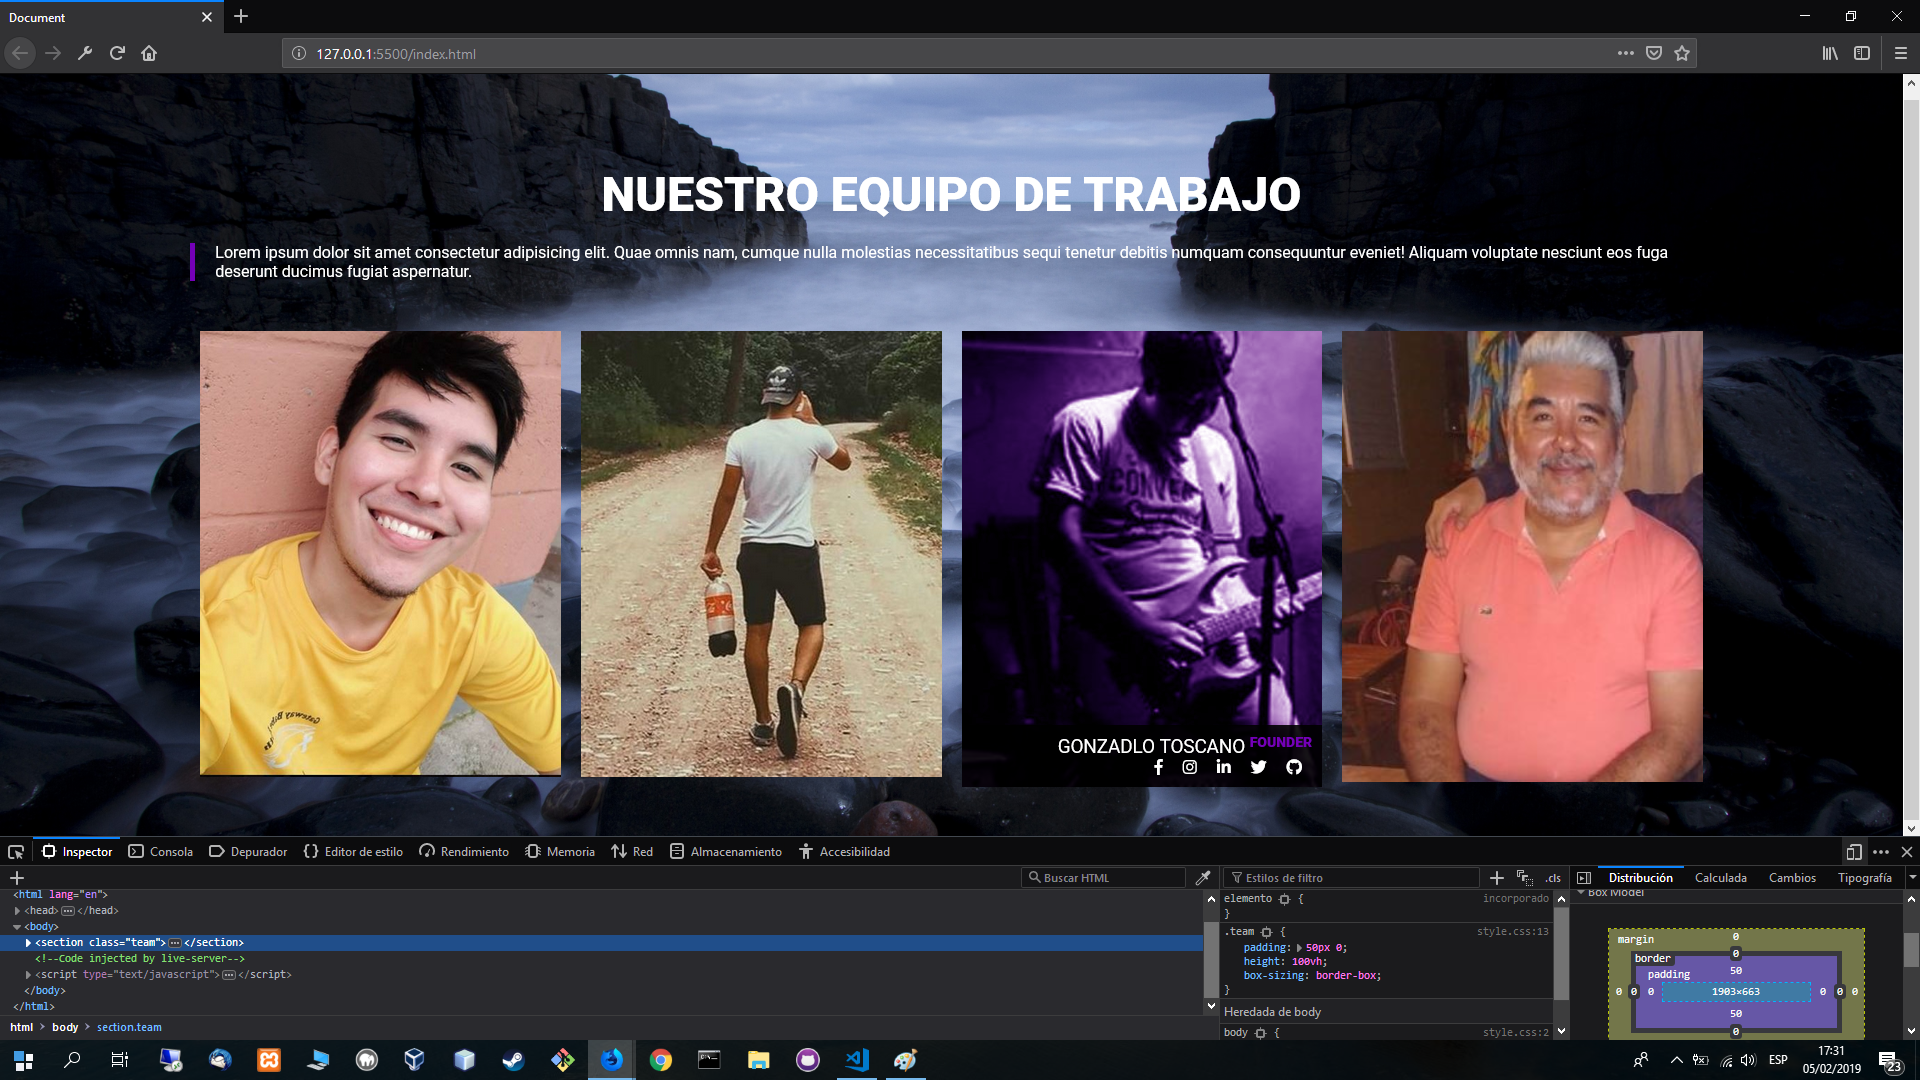 Document
127.0.0.1:5500/index.html
NUESTRO EQUIPO DE TRABAJO
Lorem ipsum dolor sit amet consectetur adipisicing elit. Quae omnis nam, cumque nulla molestias necessitatibus sequi tenetur debitis numquam consequuntur eveniet! Aliquam voluptate nesciunt eos fuga
deserunt ducimus fugiat aspernatur.
GONZADLO TOSCANO FOUNDER
Inspector Consola Depurador Editor de estilo Rendimiento Memoria Red Almacenamiento Accesibilidad
Buscar HTML
Estilos de filtro
.cls
Distribución Calculada Cambios Tipografía
<html lang="en">
<head> </head>
<body>
<section class="team"> </section>
<!--Code injected by live-server-->
<script type="text/javascript"> </script>
</body>
</html>
html > body > section.team
elemento { incorporado
}
.team { style.css:13
padding: 50px 0;
height: 100vh;
box-sizing: border-box;
}
Heredada de body
body { style.css:2
Box Model
margin 0
border 0
padding 50
0 0 0 1903×663 0 0 0
50
0
ESP
17:31
05/02/2019
23